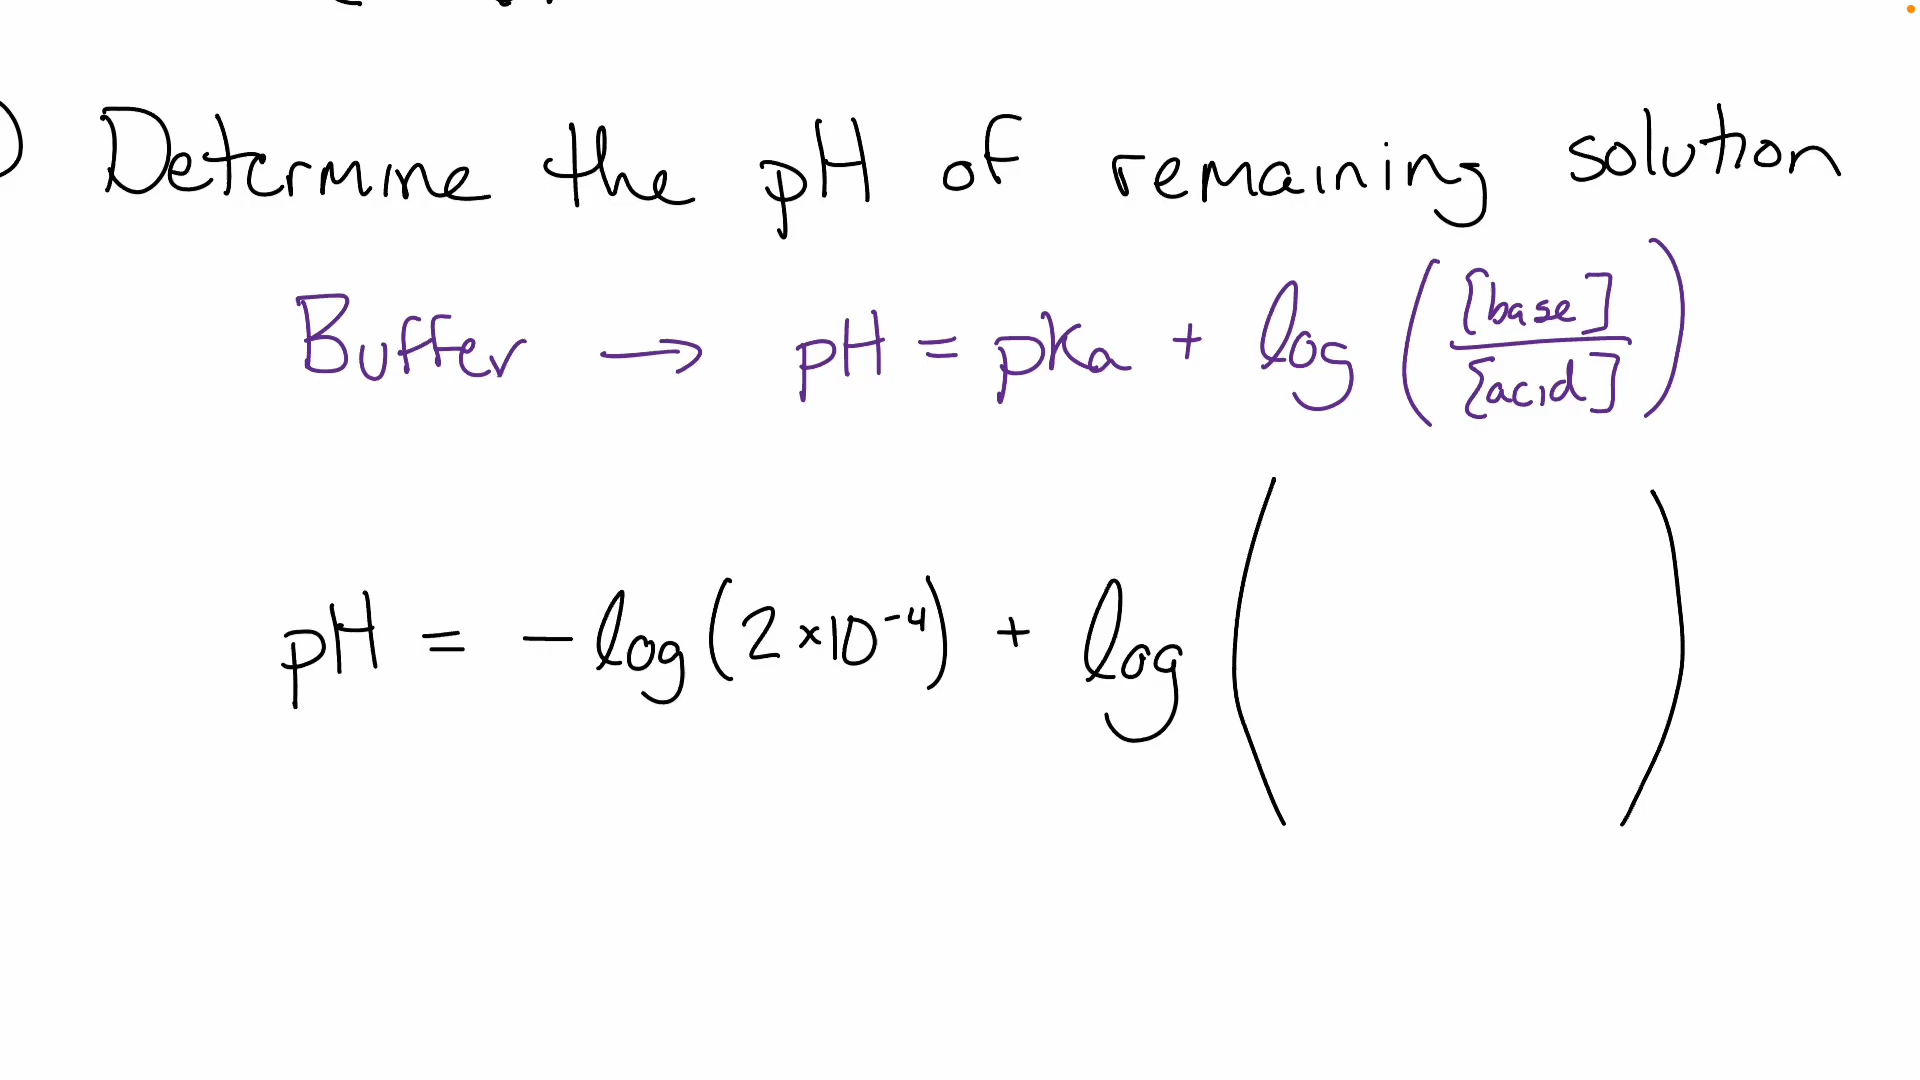 ) Determine the pH of remaining solution
Buffer → pH = pKa + log ([base]/[acid])
pH = -log(2×10⁻⁴) + log ( )